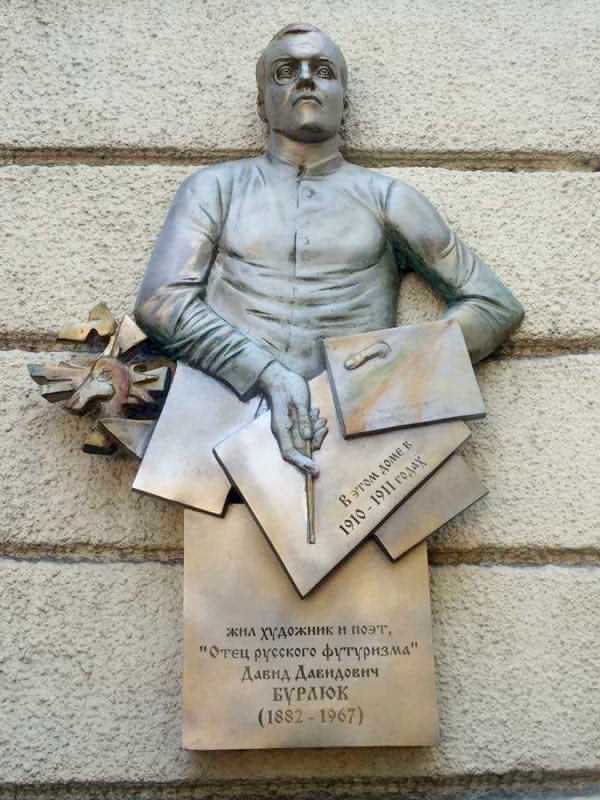 В этом доме в
1910 - 1911 годах
жил художник и поэт,
"Отец русского футуризма"
Давид Давидович
БУРЛЮК
(1882 - 1967)